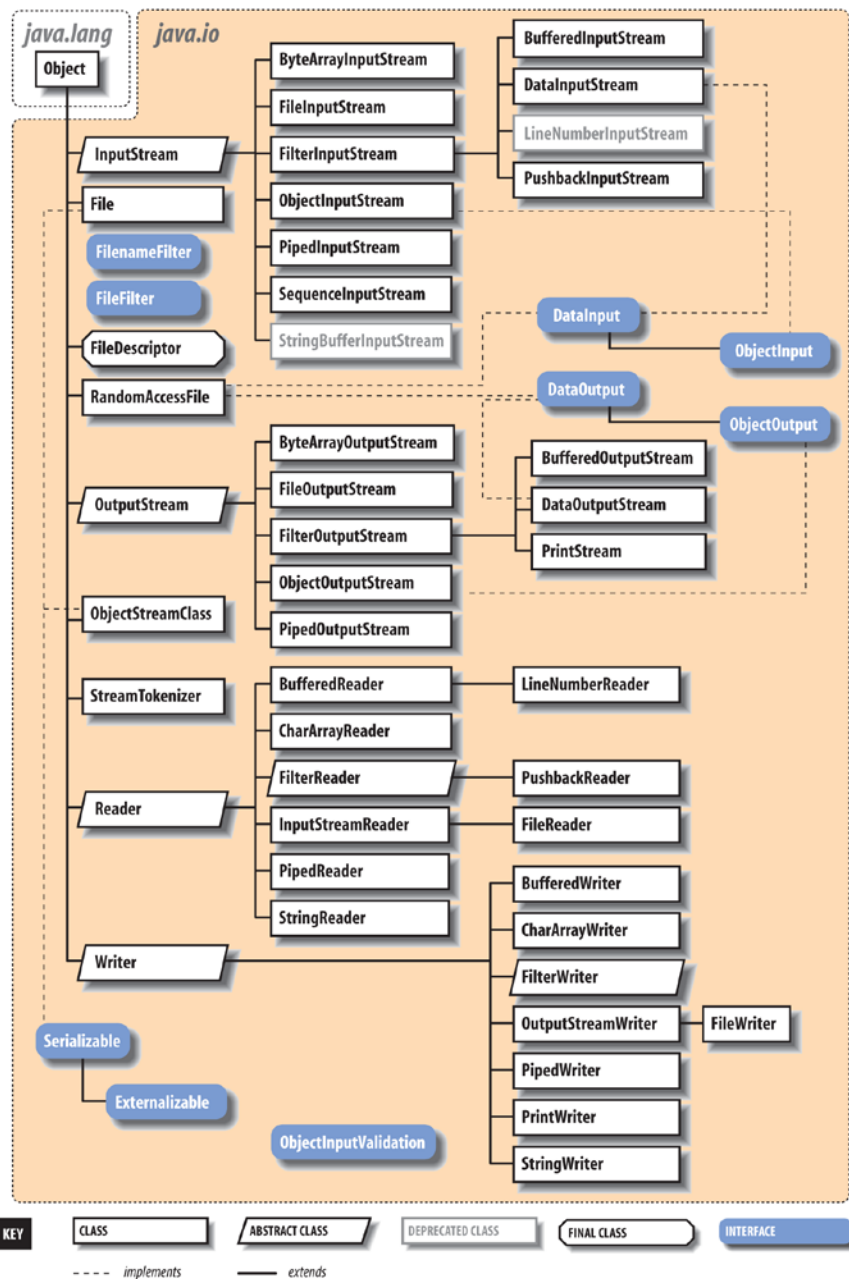 java.lang
java.io
Object
InputStream
File
FilenameFilter
FileFilter
FileDescriptor
RandomAccessFile
OutputStream
ObjectStreamClass
StreamTokenizer
Reader
Writer
Serializable
Externalizable
ByteArrayInputStream
FileInputStream
FilterInputStream
ObjectInputStream
PipedInputStream
SequenceInputStream
StringBufferInputStream
BufferedInputStream
DataInputStream
LineNumberInputStream
PushbackInputStream
DataInput
ObjectInput
DataOutput
ObjectOutput
ByteArrayOutputStream
FileOutputStream
FilterOutputStream
ObjectOutputStream
PipedOutputStream
BufferedOutputStream
DataOutputStream
PrintStream
BufferedReader
CharArrayReader
FilterReader
InputStreamReader
PipedReader
StringReader
LineNumberReader
PushbackReader
FileReader
BufferedWriter
CharArrayWriter
FilterWriter
OutputStreamWriter
FileWriter
PipedWriter
PrintWriter
StringWriter
ObjectInputValidation
KEY
CLASS
ABSTRACT CLASS
DEPRECATED CLASS
FINAL CLASS
INTERFACE
implements
extends